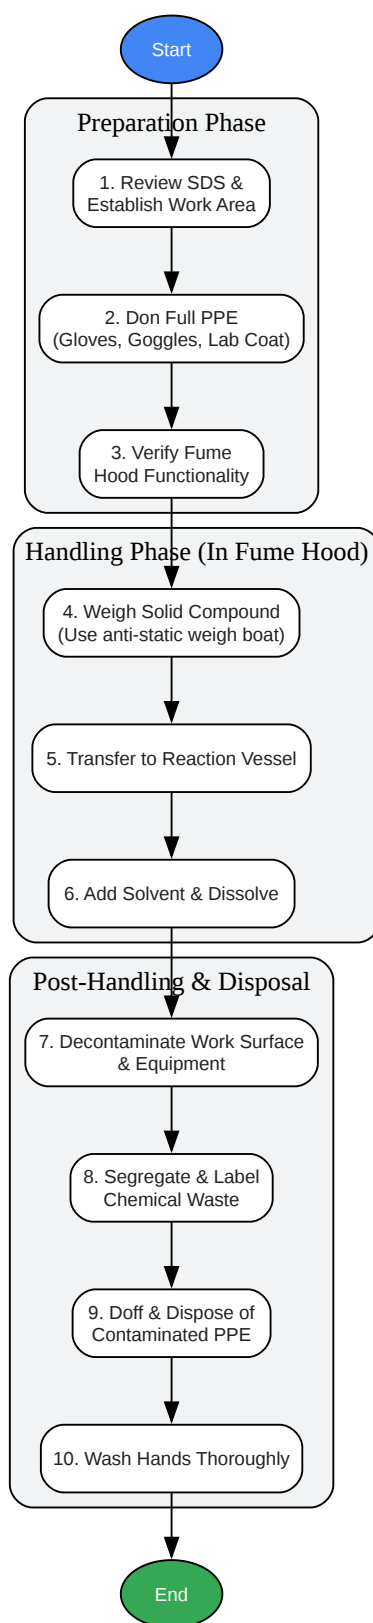 Start
Preparation Phase
1. Review SDS &
Establish Work Area
2. Don Full PPE
(Gloves, Goggles, Lab Coat)
3. Verify Fume
Hood Functionality
Handling Phase (In Fume Hood)
4. Weigh Solid Compound
(Use anti-static weigh boat)
5. Transfer to Reaction Vessel
6. Add Solvent & Dissolve
Post-Handling & Disposal
7. Decontaminate Work Surface
& Equipment
8. Segregate & Label
Chemical Waste
9. Doff & Dispose of
Contaminated PPE
10. Wash Hands Thoroughly
End